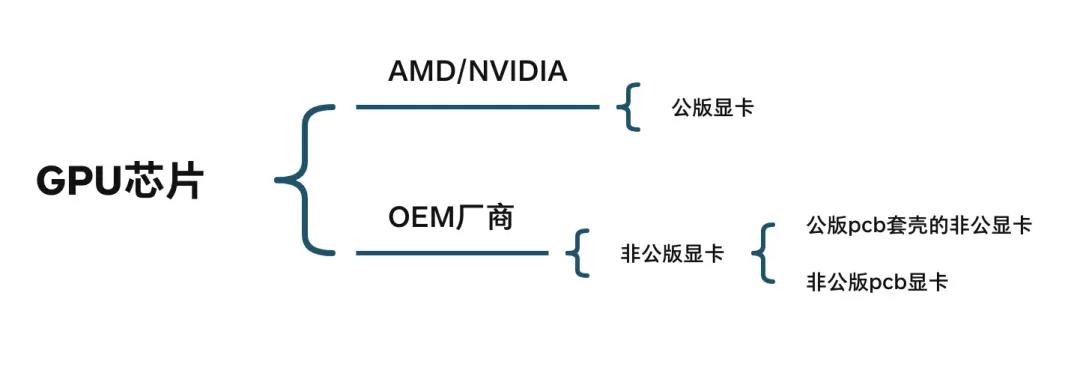 GPU芯片
AMD/NVIDIA
公版显卡
OEM厂商
非公版显卡
公版pcb套壳的非公显卡
非公版pcb显卡